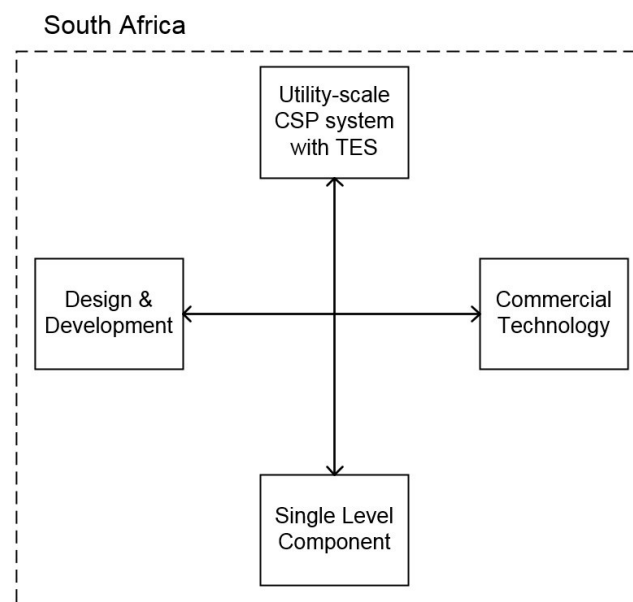 South Africa
Utility-scale
CSP system
with TES
Design &
Development
Commercial
Technology
Single Level
Component